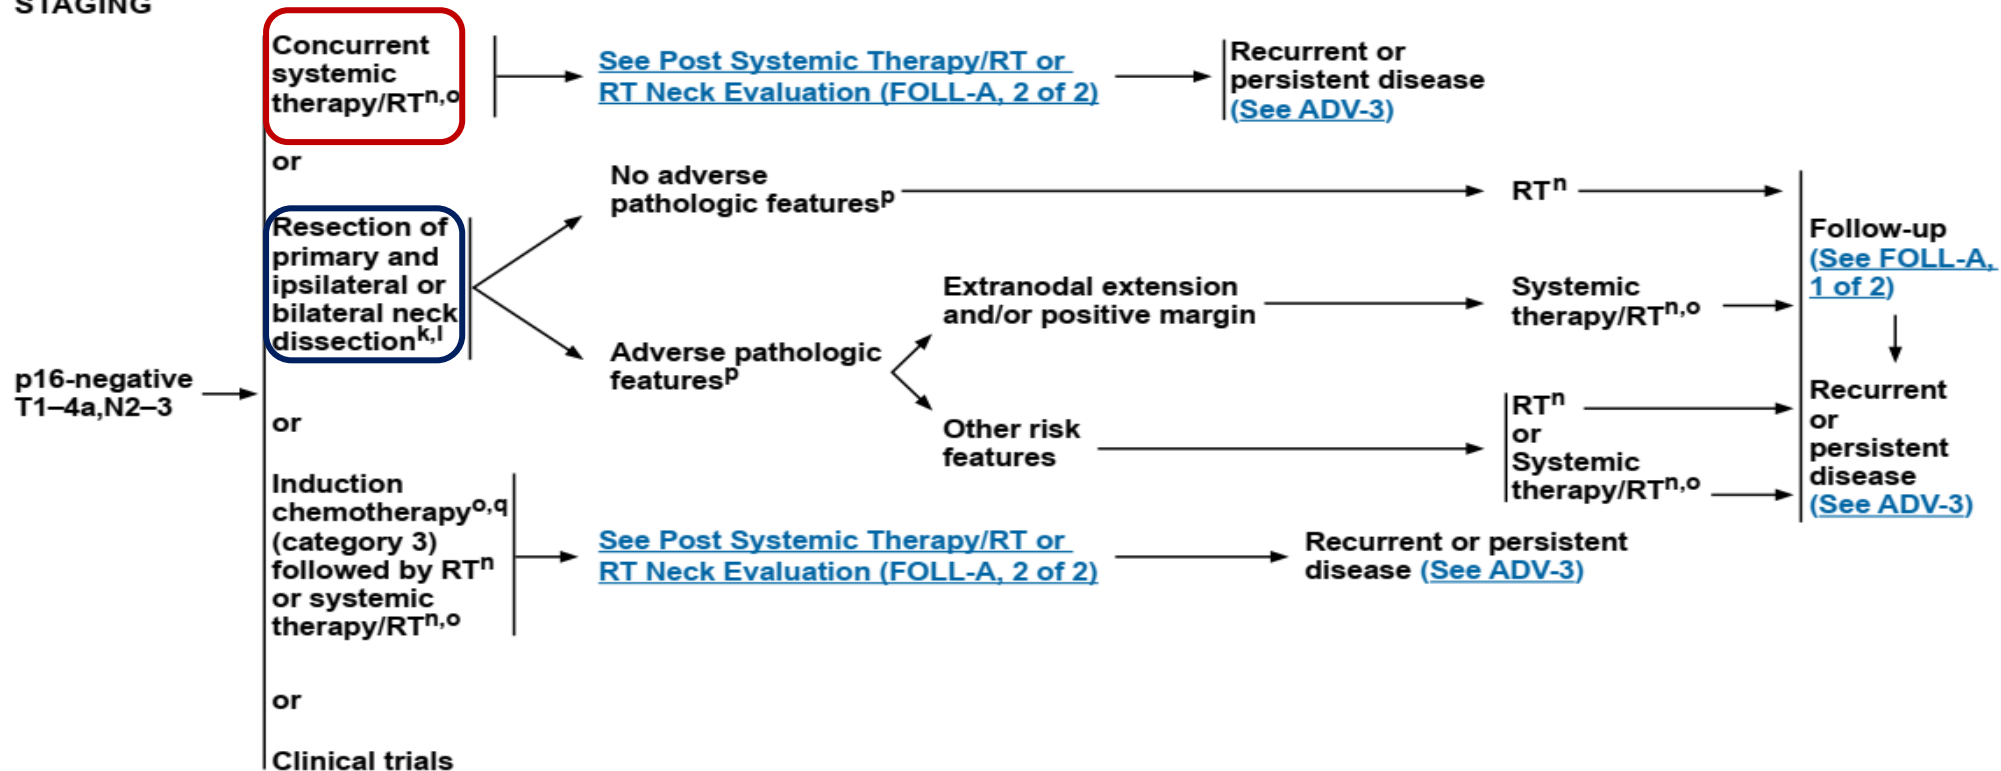 STAGING
p16-negative
T1–4a,N2–3
Concurrent
systemic
therapy/RTn,o
See Post Systemic Therapy/RT or
RT Neck Evaluation (FOLL-A, 2 of 2)
Recurrent or
persistent disease
(See ADV-3)
or
Resection of
primary and
ipsilateral or
bilateral neck
dissectionk,l
No adverse
pathologic featuresp
RTn
Adverse pathologic
featuresp
Extranodal extension
and/or positive margin
Systemic
therapy/RTn,o
Other risk
features
RTn
or
Systemic
therapy/RTn,o
Follow-up
(See FOLL-A,
1 of 2)
Recurrent
or
persistent
disease
(See ADV-3)
or
Induction
chemotherapyo,q
(category 3)
followed by RTn
or systemic
therapy/RTn,o
See Post Systemic Therapy/RT or
RT Neck Evaluation (FOLL-A, 2 of 2)
Recurrent or persistent
disease (See ADV-3)
or
Clinical trials